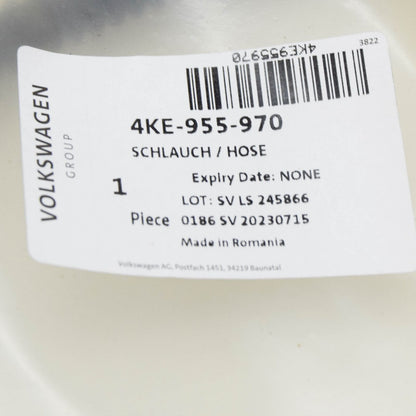 3822
4KE955970
VOLKSWAGEN
GROUP
4KE-955-970
SCHLAUCH / HOSE
Expiry Date: NONE
1
LOT: SV LS 245866
Piece 0186 SV 20230715
Made in Romania
Volkswagen AG, Postfach 1451, 34219 Baunatal